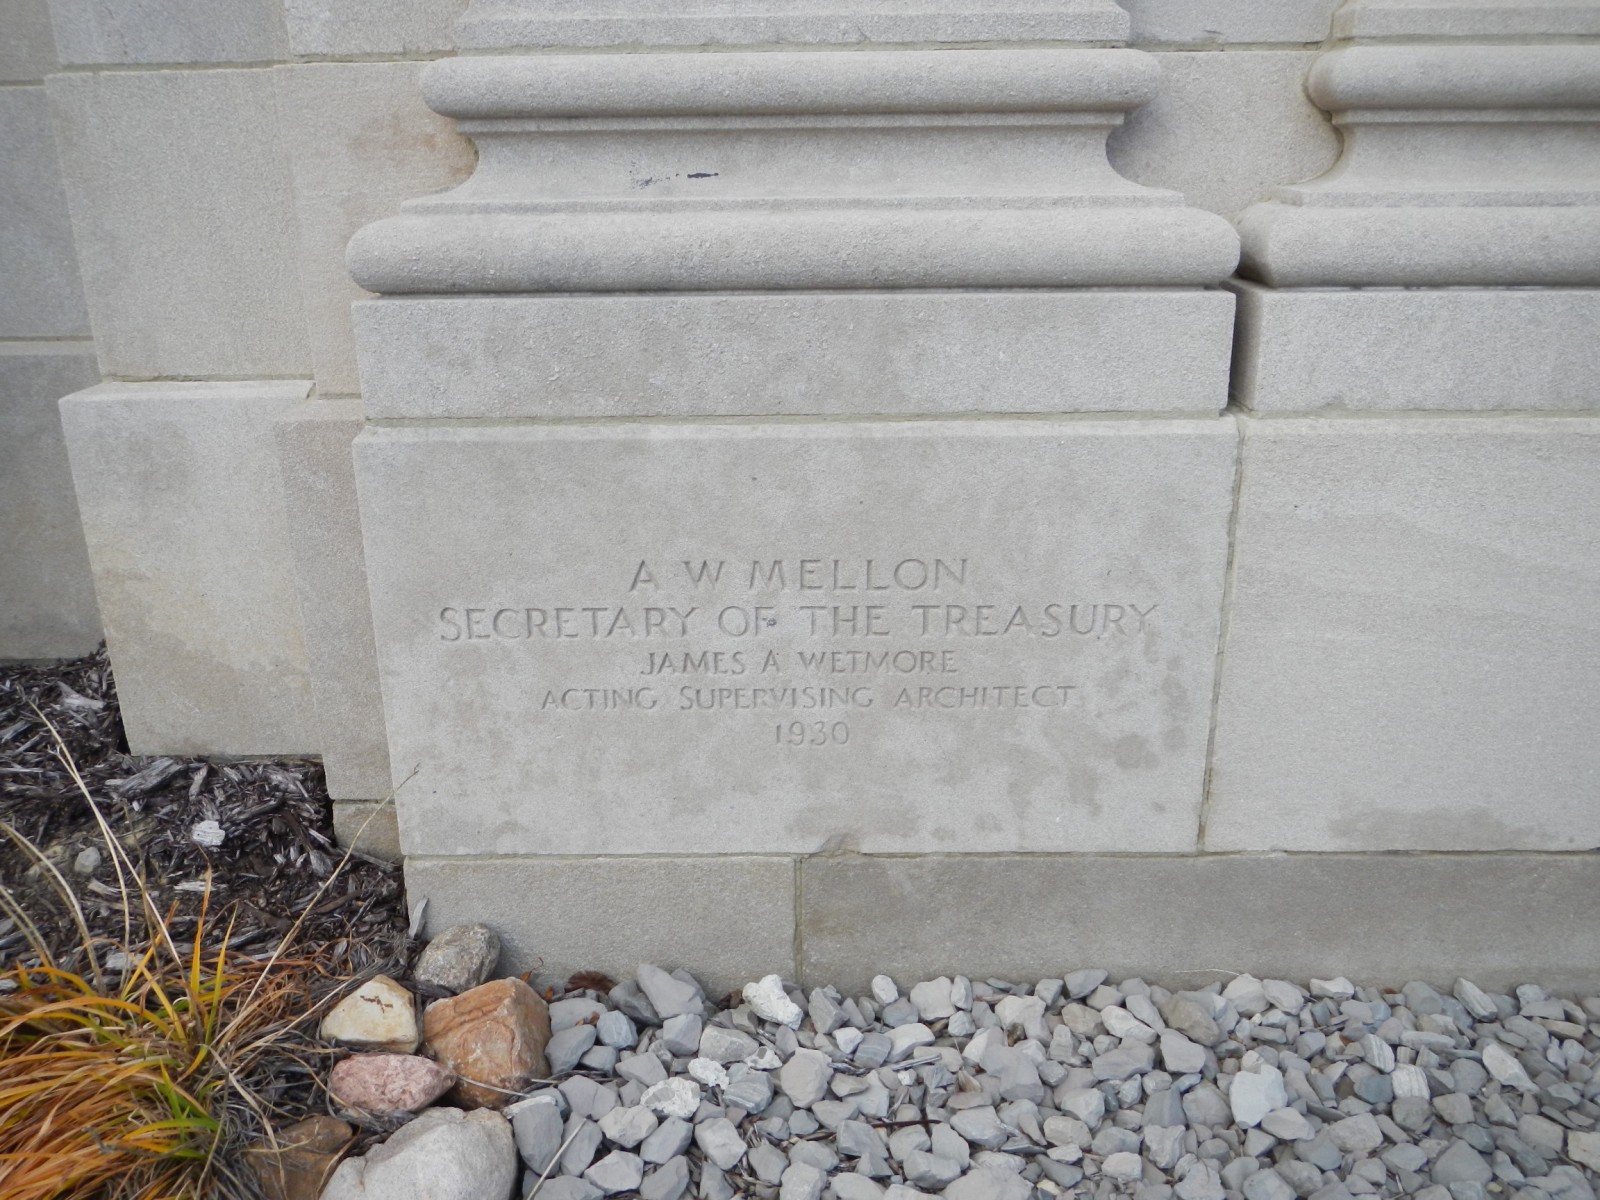 A W MELLON
SECRETARY OF THE TREASURY
JAMES A WETMORE
ACTING SUPERVISING ARCHITECT
1930